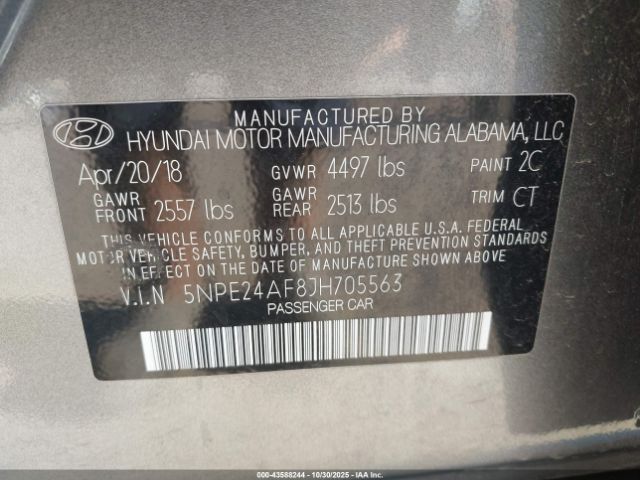 MANUFACTURED BY
HYUNDAI MOTOR MANUFACTURING ALABAMA, LLC
Apr/20/18 GVWR 4497 lbs PAINT 2C
GAWR FRONT 2557 lbs GAWR REAR 2513 lbs TRIM CT
THIS VEHICLE CONFORMS TO ALL APPLICABLE U.S.A. FEDERAL
MOTOR VEHICLE SAFETY, BUMPER, AND THEFT PREVENTION STANDARDS
IN EFFECT ON THE DATE OF MANUFACTURE SHOWN ABOVE
V.I.N 5NPE24AF8JH705563
PASSENGER CAR
000-43588244 10/30/2025 Copart